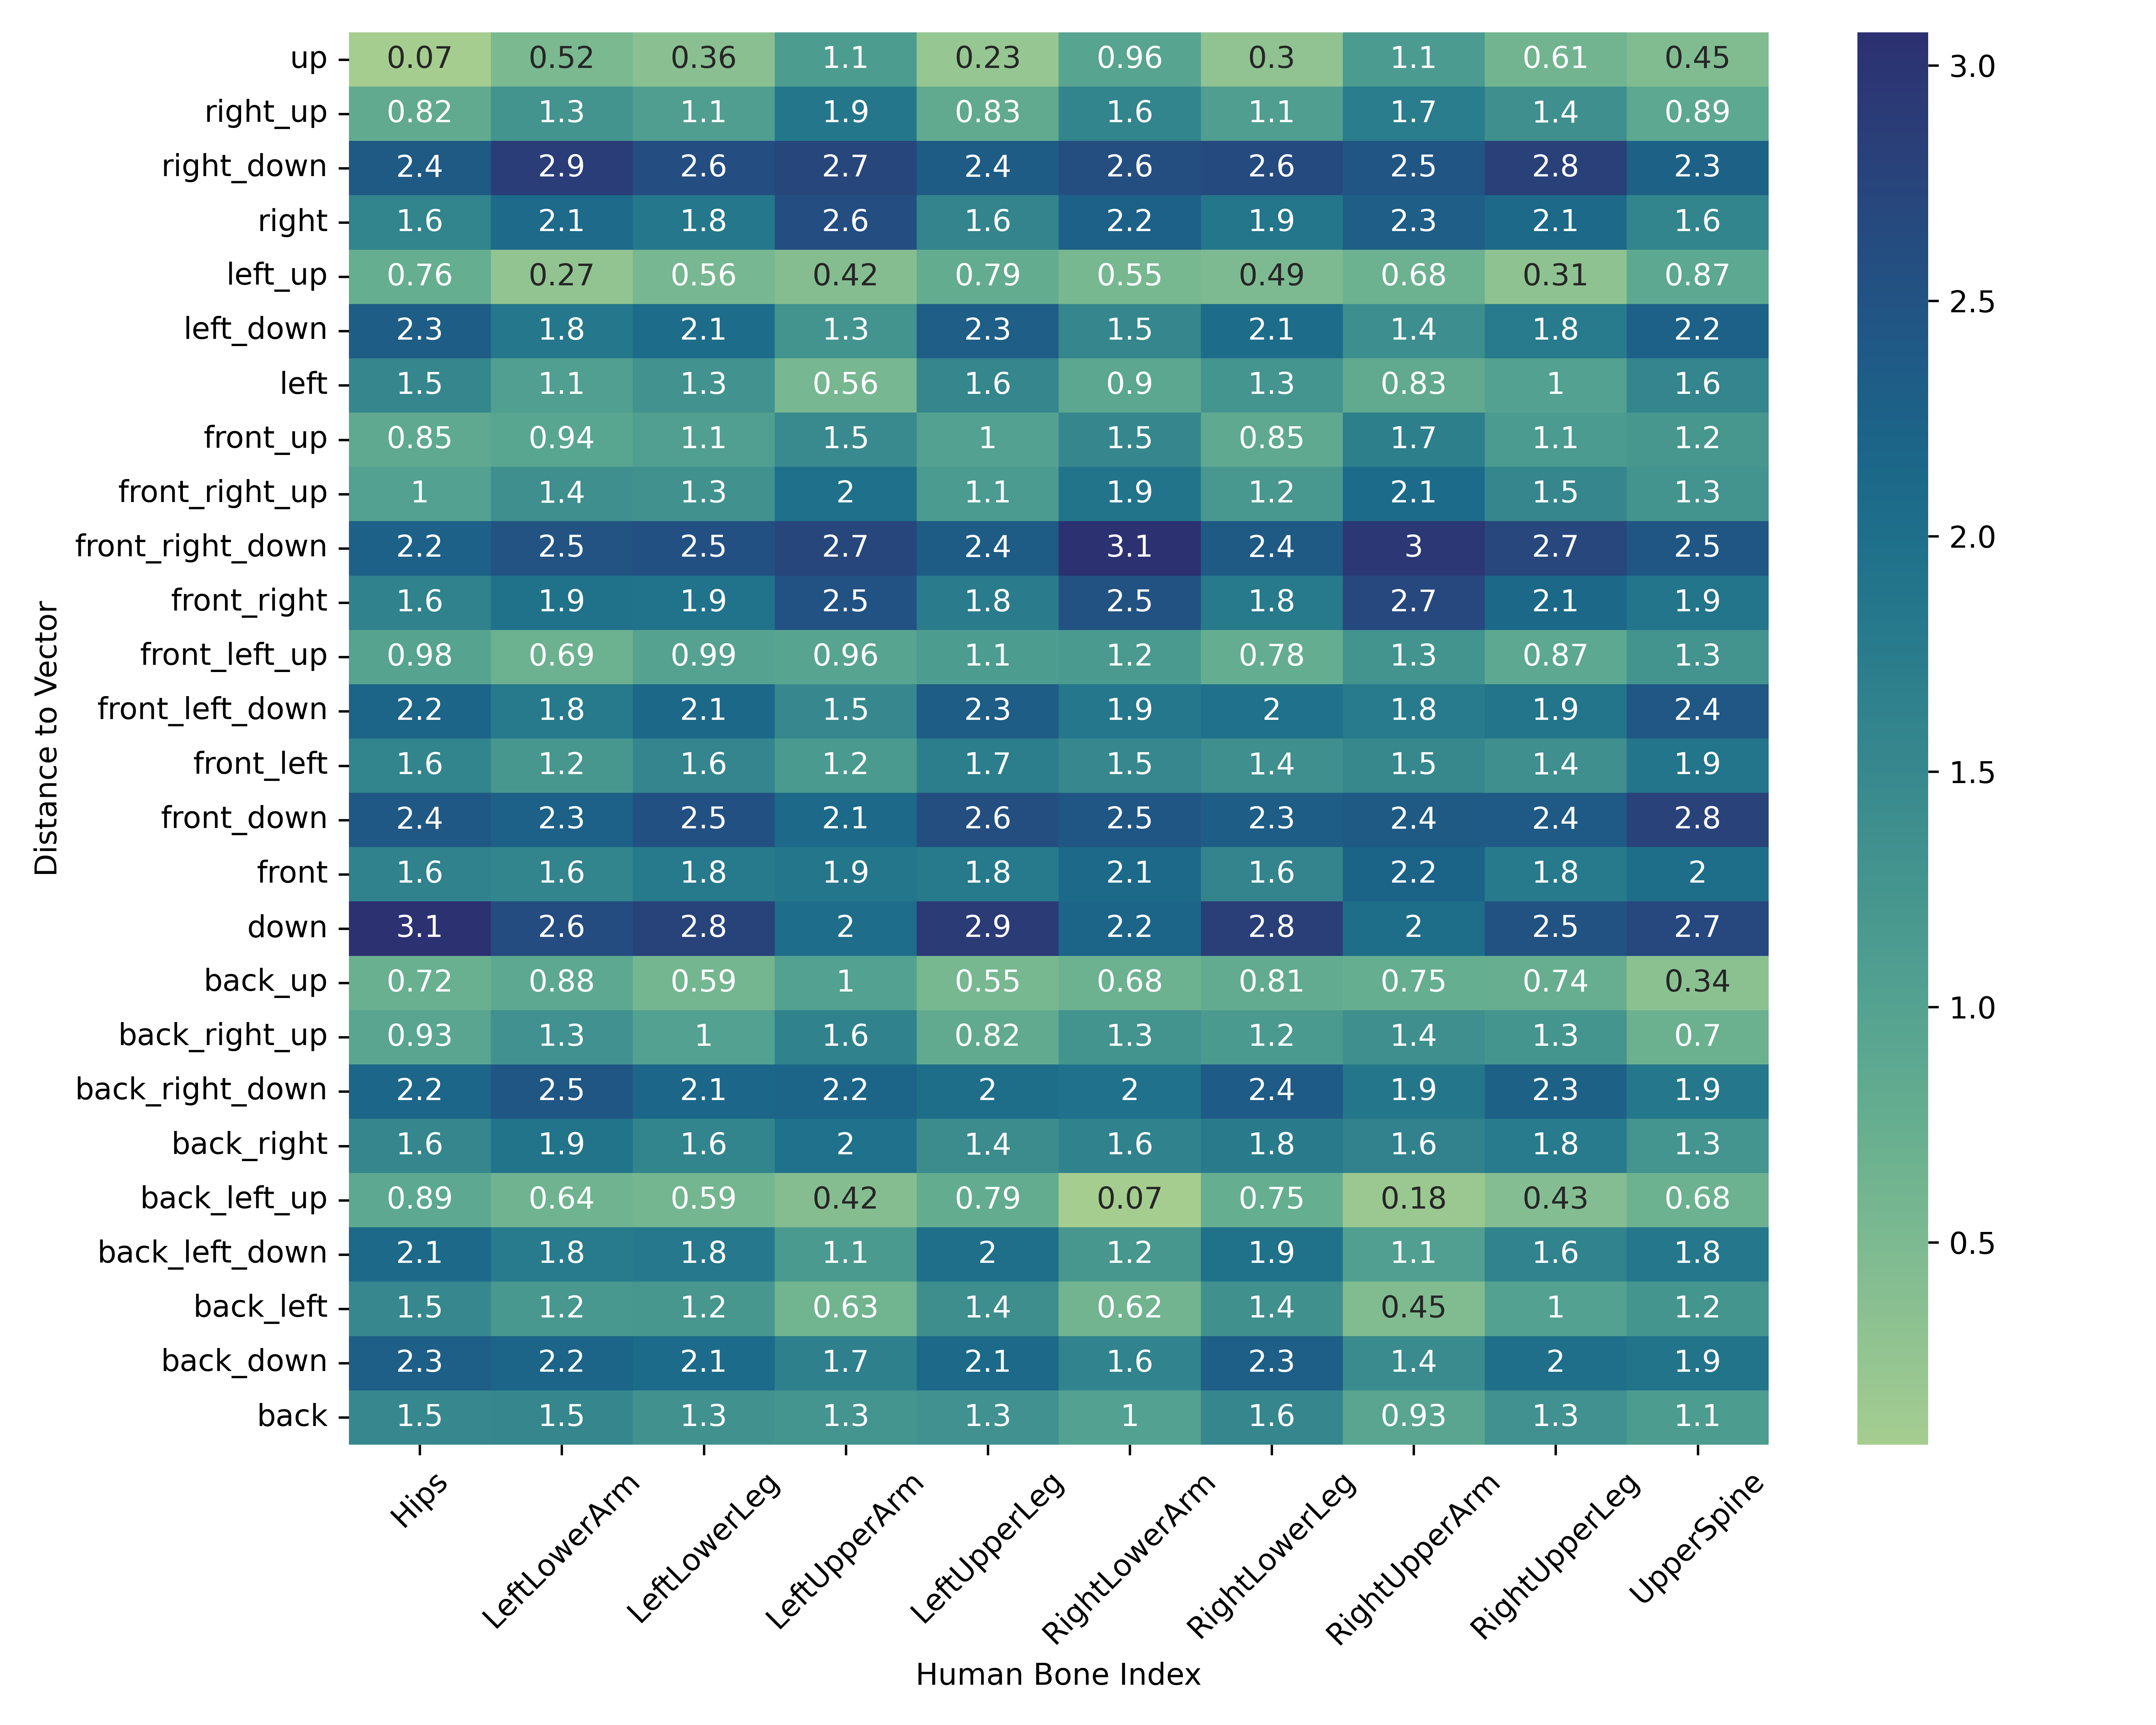 up 0.07 0.52 0.36 1.1 0.23 0.96 0.3 1.1 0.61 0.45
right_up 0.82 1.3 1.1 1.9 0.83 1.6 1.1 1.7 1.4 0.89
right_down 2.4 2.9 2.6 2.7 2.4 2.6 2.6 2.5 2.8 2.3
right 1.6 2.1 1.8 2.6 1.6 2.2 1.9 2.3 2.1 1.6
left_up 0.76 0.27 0.56 0.42 0.79 0.55 0.49 0.68 0.31 0.87
left_down 2.3 1.8 2.1 1.3 2.3 1.5 2.1 1.4 1.8 2.2
left 1.5 1.1 1.3 0.56 1.6 0.9 1.3 0.83 1 1.6
front_up 0.85 0.94 1.1 1.5 1 1.5 0.85 1.7 1.1 1.2
front_right_up 1 1.4 1.3 2 1.1 1.9 1.2 2.1 1.5 1.3
front_right_down 2.2 2.5 2.5 2.7 2.4 3.1 2.4 3 2.7 2.5
front_right 1.6 1.9 1.9 2.5 1.8 2.5 1.8 2.7 2.1 1.9
front_left_up 0.98 0.69 0.99 0.96 1.1 1.2 0.78 1.3 0.87 1.3
front_left_down 2.2 1.8 2.1 1.5 2.3 1.9 2 1.8 1.9 2.4
front_left 1.6 1.2 1.6 1.2 1.7 1.5 1.4 1.5 1.4 1.9
front_down 2.4 2.3 2.5 2.1 2.6 2.5 2.3 2.4 2.4 2.8
front 1.6 1.6 1.8 1.9 1.8 2.1 1.6 2.2 1.8 2
down 3.1 2.6 2.8 2 2.9 2.2 2.8 2 2.5 2.7
back_up 0.72 0.88 0.59 1 0.55 0.68 0.81 0.75 0.74 0.34
back_right_up 0.93 1.3 1 1.6 0.82 1.3 1.2 1.4 1.3 0.7
back_right_down 2.2 2.5 2.1 2.2 2 2 2.4 1.9 2.3 1.9
back_right 1.6 1.9 1.6 2 1.4 1.6 1.8 1.6 1.8 1.3
back_left_up 0.89 0.64 0.59 0.42 0.79 0.07 0.75 0.18 0.43 0.68
back_left_down 2.1 1.8 1.8 1.1 2 1.2 1.9 1.1 1.6 1.8
back_left 1.5 1.2 1.2 0.63 1.4 0.62 1.4 0.45 1 1.2
back_down 2.3 2.2 2.1 1.7 2.1 1.6 2.3 1.4 2 1.9
back 1.5 1.5 1.3 1.3 1.3 1 1.6 0.93 1.3 1.1
Hips LeftLowerArm LeftLowerLeg LeftUpperArm LeftUpperLeg RightLowerArm RightLowerLeg RightUpperArm RightUpperLeg UpperSpine
Human Bone Index
Distance to Vector
3.0
2.5
2.0
1.5
1.0
0.5